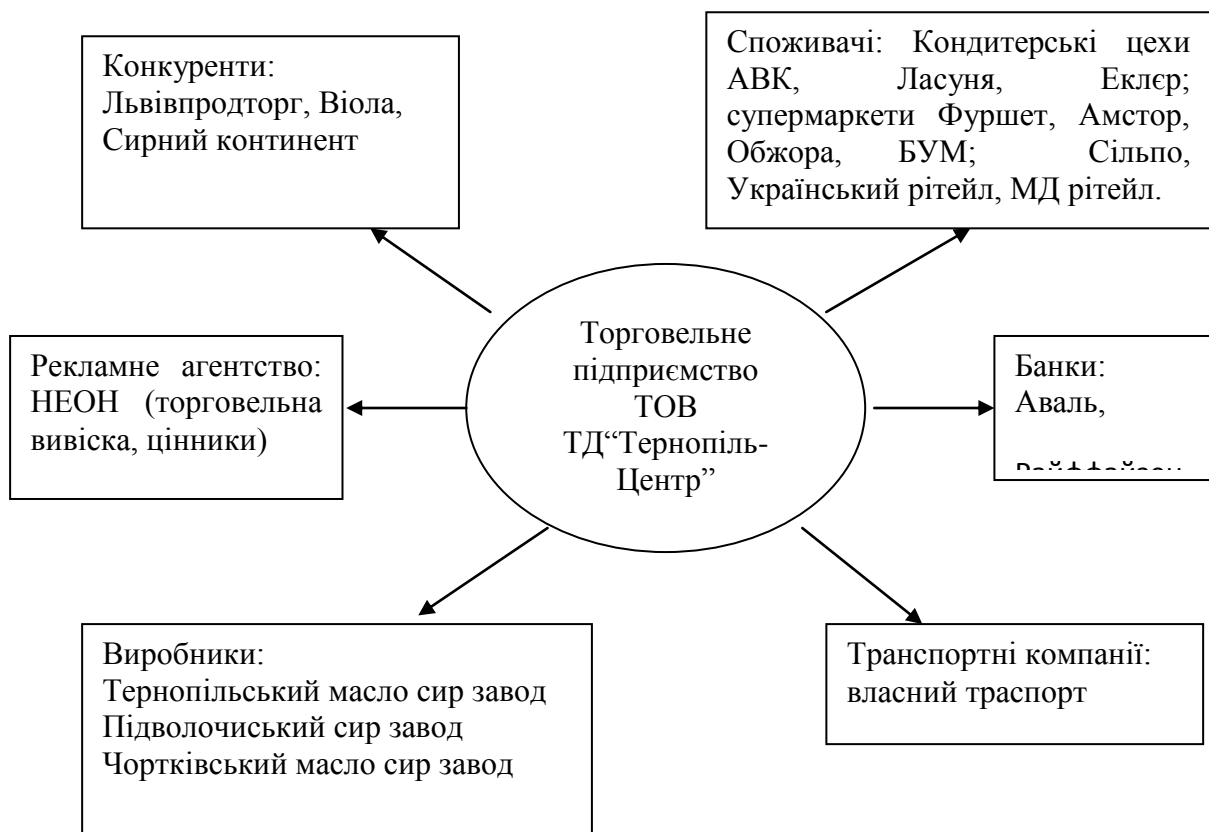 Конкуренти:
Львівпродторг, Віола,
Сирний континент
Споживачі: Кондитерські цехи
АВК, Ласуня, Еклєр;
супермаркети Фуршет, Амстор,
Обжора, БУМ; Сільпо,
Український рітейл, МД рітейл.
Рекламне агентство:
НЕОН (торговельна
вивіска, цінники)
Торговельне
підприємство
ТОВ
ТД“Тернопіль-
Центр”
Банки:
Аваль,
Виробники:
Тернопільський масло сир завод
Підволочиський сир завод
Чортківський масло сир завод
Транспортні компанії:
власний траспорт